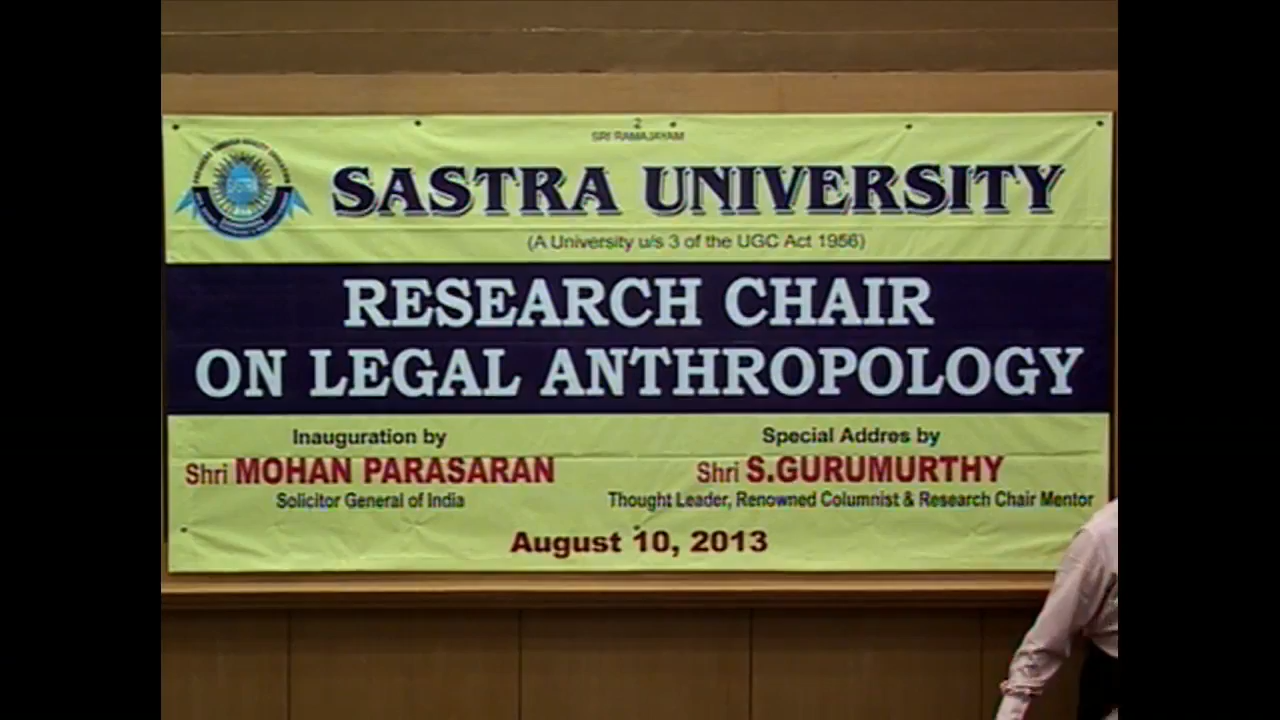 2
SRI RAMAJAYAM
SASTRA UNIVERSITY
(A University u/s 3 of the UGC Act 1956)
RESEARCH CHAIR
ON LEGAL ANTHROPOLOGY
Inauguration by
Shri MOHAN PARASARAN
Solicitor General of India
Special Addres by
Shri S.GURUMURTHY
Thought Leader, Renowned Columnist & Research Chair Mentor
August 10, 2013